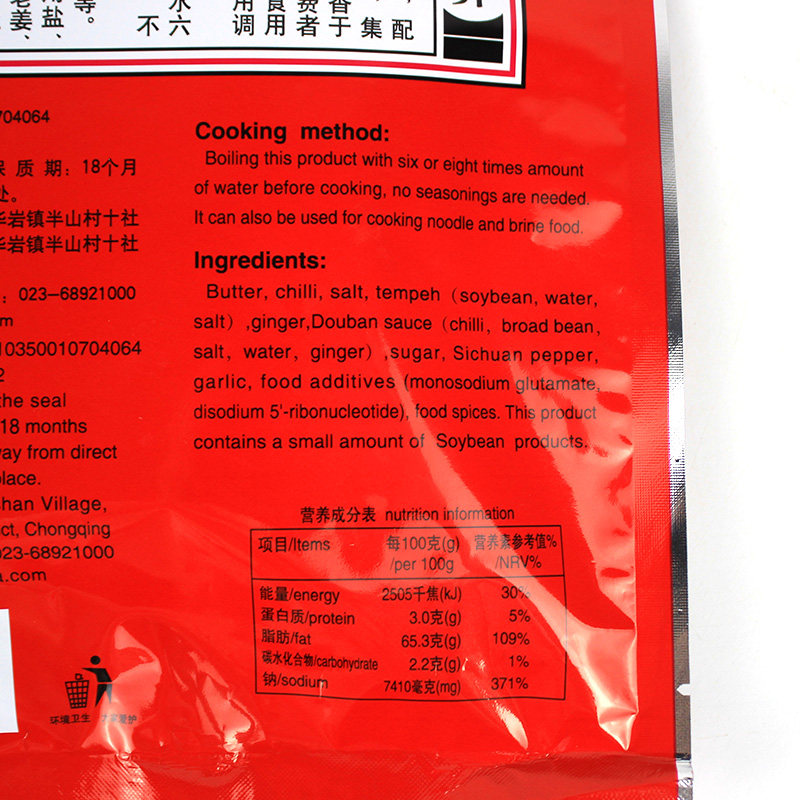 等。
盐、
姜、
水
不六
用食费香
调用者于集配
704064
质 期：18个月
处。
岩镇半山村十社
岩镇半山村十社
：023-68921000
m
10350010704064
2
the seal
18 months
way from direct
place.
shan Village,
ct, Chongqing
023-68921000
a.com
Cooking method:
Boiling this product with six or eight times amount
of water before cooking, no seasonings are needed.
It can also be used for cooking noodle and brine food.
Ingredients:
Butter, chilli, salt, tempeh（soybean, water,
salt）,ginger,Douban sauce（chilli，broad bean,
salt，water，ginger）,sugar, Sichuan pepper,
garlic, food additives (monosodium glutamate,
disodium 5'-ribonucleotide), food spices. This product
contains a small amount of Soybean products.
营养成分表 nutrition information
项目/Items 每100克(g)/per 100g 营养素参考值%/NRV%
能量/energy 2505千焦(kJ) 30%
蛋白质/protein 3.0克(g) 5%
脂肪/fat 65.3克(g) 109%
碳水化合物/carbohydrate 2.2克(g) 1%
钠/sodium 7410毫克(mg) 371%
环境卫生 大家爱护